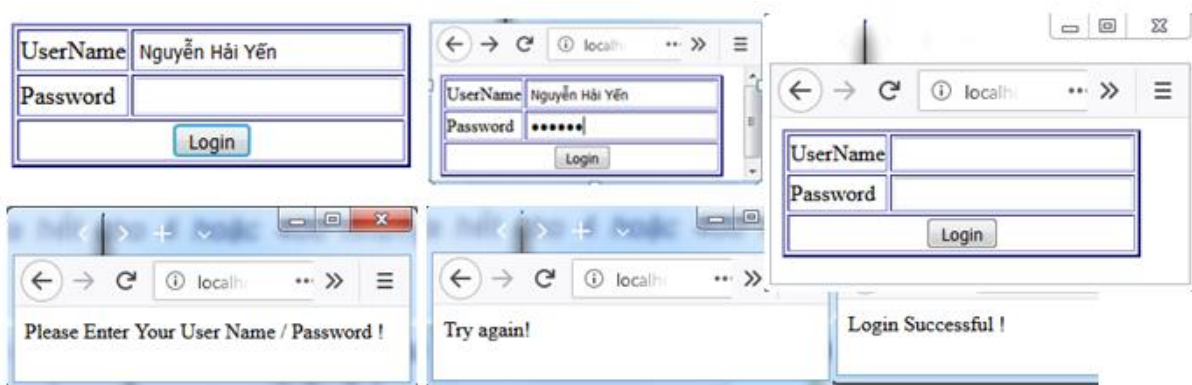 UserName Nguyễn Hải Yến
Password
Login
localh
UserName Nguyễn Hải Yến
Password
Login
localh
UserName
Password
Login
localh
Please Enter Your User Name / Password !
localh
Try again!
Login Successful !